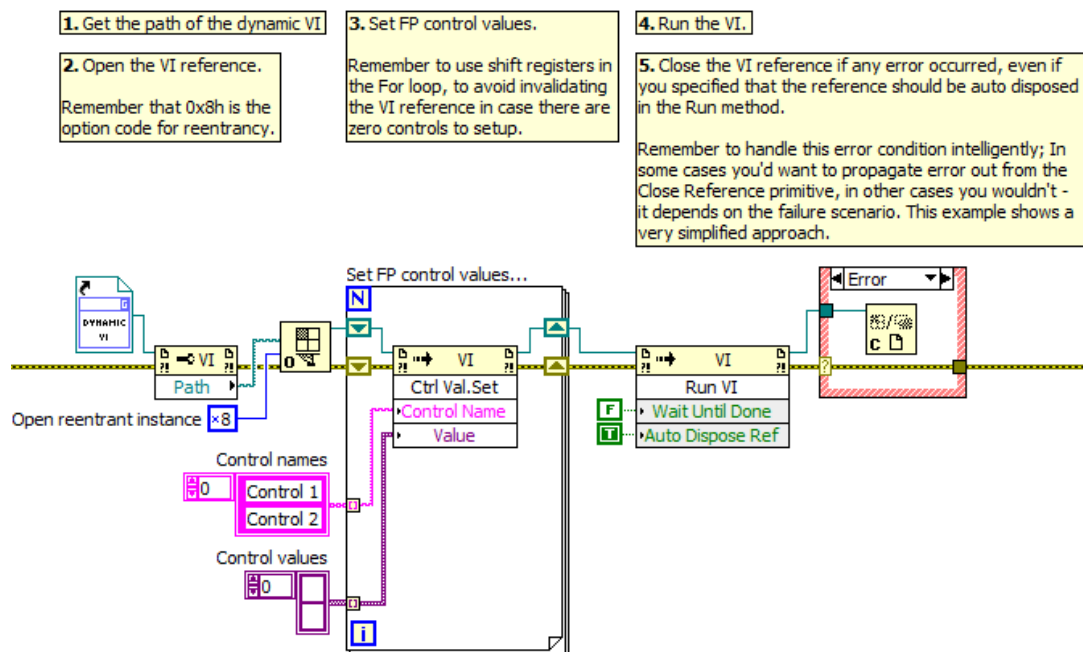 1. Get the path of the dynamic VI
2. Open the VI reference.
Remember that 0x8h is the
option code for reentrancy.
3. Set FP control values.
Remember to use shift registers in
the For loop, to avoid invalidating
the VI reference in case there are
zero controls to setup.
4. Run the VI.
5. Close the VI reference if any error occurred, even if
you specified that the reference should be auto disposed
in the Run method.
Remember to handle this error condition intelligently; In
some cases you'd want to propagate error out from the
Close Reference primitive, in other cases you wouldn't -
it depends on the failure scenario. This example shows a
very simplified approach.
Set FP control values...
N
Error
DYNAMIC
VI
VI
Path
O
VI
Ctrl Val.Set
Control Name
Value
VI
Run VI
F
Wait Until Done
T
Auto Dispose Ref
C
?
Open reentrant instance
×8
Control names
0
Control 1
Control 2
Control values
0
i